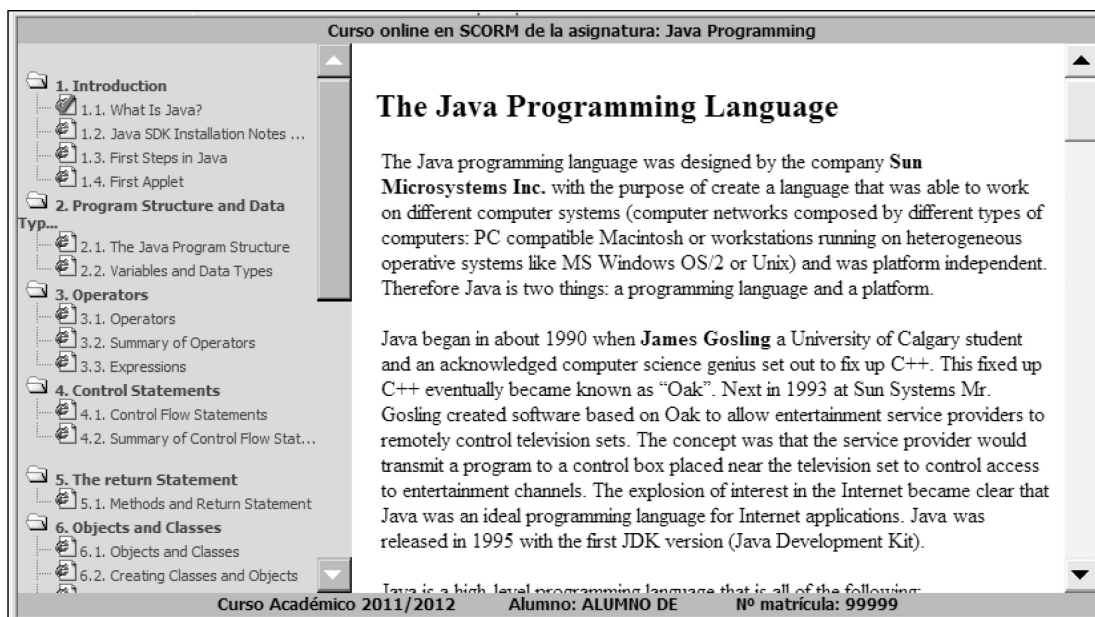 Curso online en SCORM de la asignatura: Java Programming
1. Introduction
1.1. What Is Java?
1.2. Java SDK Installation Notes ...
1.3. First Steps in Java
1.4. First Applet
2. Program Structure and Data
Typ...
2.1. The Java Program Structure
2.2. Variables and Data Types
3. Operators
3.1. Operators
3.2. Summary of Operators
3.3. Expressions
4. Control Statements
4.1. Control Flow Statements
4.2. Summary of Control Flow Stat...
5. The return Statement
5.1. Methods and Return Statement
6. Objects and Classes
6.1. Objects and Classes
6.2. Creating Classes and Objects
The Java Programming Language
The Java programming language was designed by the company Sun
Microsystems Inc. with the purpose of create a language that was able to work
on different computer systems (computer networks composed by different types of
computers: PC compatible Macintosh or workstations running on heterogeneous
operative systems like MS Windows OS/2 or Unix) and was platform independent.
Therefore Java is two things: a programming language and a platform.
Java began in about 1990 when James Gosling a University of Calgary student
and an acknowledged computer science genius set out to fix up C++. This fixed up
C++ eventually became known as “Oak”. Next in 1993 at Sun Systems Mr.
Gosling created software based on Oak to allow entertainment service providers to
remotely control television sets. The concept was that the service provider would
transmit a program to a control box placed near the television set to control access
to entertainment channels. The explosion of interest in the Internet became clear that
Java was an ideal programming language for Internet applications. Java was
released in 1995 with the first JDK version (Java Development Kit).
Java is a high-level programming language that is all of the following:
Curso Académico 2011/2012 Alumno: ALUMNO DE Nº matrícula: 99999